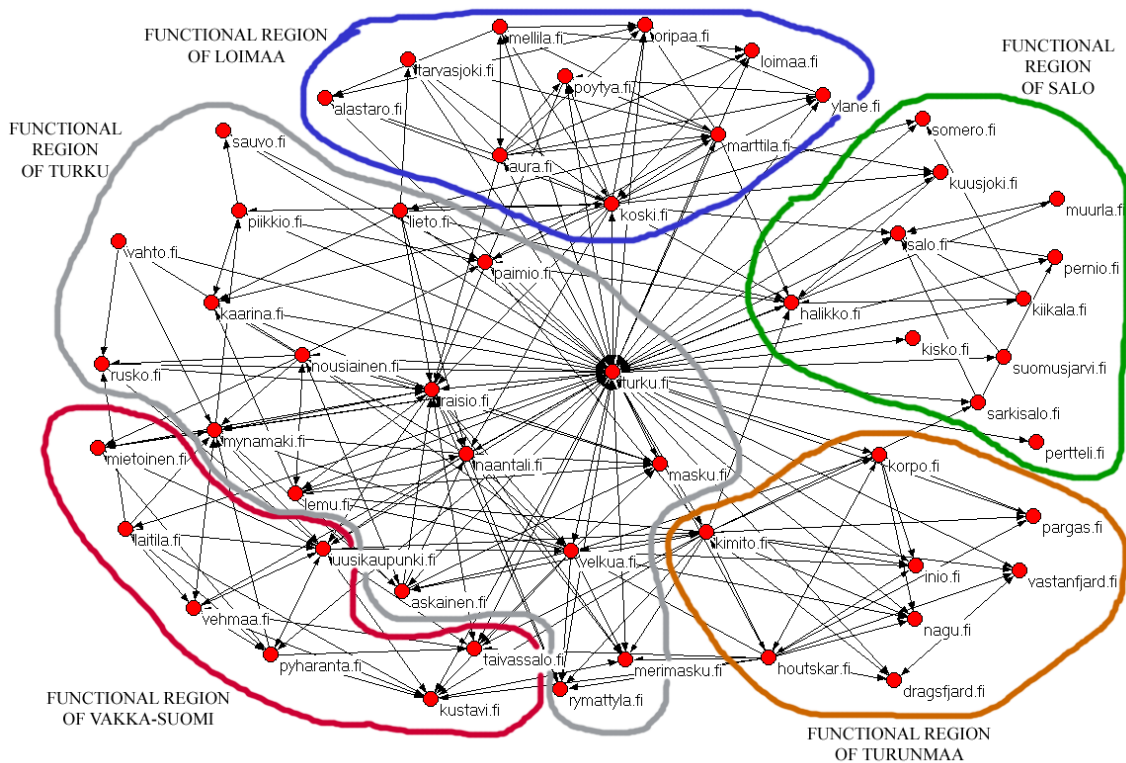 FUNCTIONAL REGION
OF LOIMAA
mellila.fi
oripaa.fi
tarvasjoki.fi
loimaa.fi
poytya.fi
alastaro.fi
ylane.fi
FUNCTIONAL
REGION
OF SALO
FUNCTIONAL
REGION
OF TURKU
sauvo.fi
aura.fi
marttila.fi
somero.fi
kuusjoki.fi
piikkio.fi
lieto.fi
koski.fi
muurla.fi
vahto.fi
salo.fi
paimio.fi
pernio.fi
kaarina.fi
halikko.fi
kiikala.fi
kisko.fi
nousiainen.fi
rusko.fi
turku.fi
suomusjarvi.fi
raisio.fi
sarkisalo.fi
mynamaki.fi
mietoinen.fi
naantali.fi
masku.fi
korpo.fi
pertteli.fi
lemu.fi
laitila.fi
kimito.fi
pargas.fi
uusikaupunki.fi
velkua.fi
inio.fi
vastanfjard.fi
askainen.fi
vehmaa.fi
nagu.fi
pyharanta.fi
taivassalo.fi
merimasku.fi
houtskar.fi
kustavi.fi
rymattyla.fi
dragsfjard.fi
FUNCTIONAL REGION
OF VAKKA-SUOMI
FUNCTIONAL REGION
OF TURUNMAA